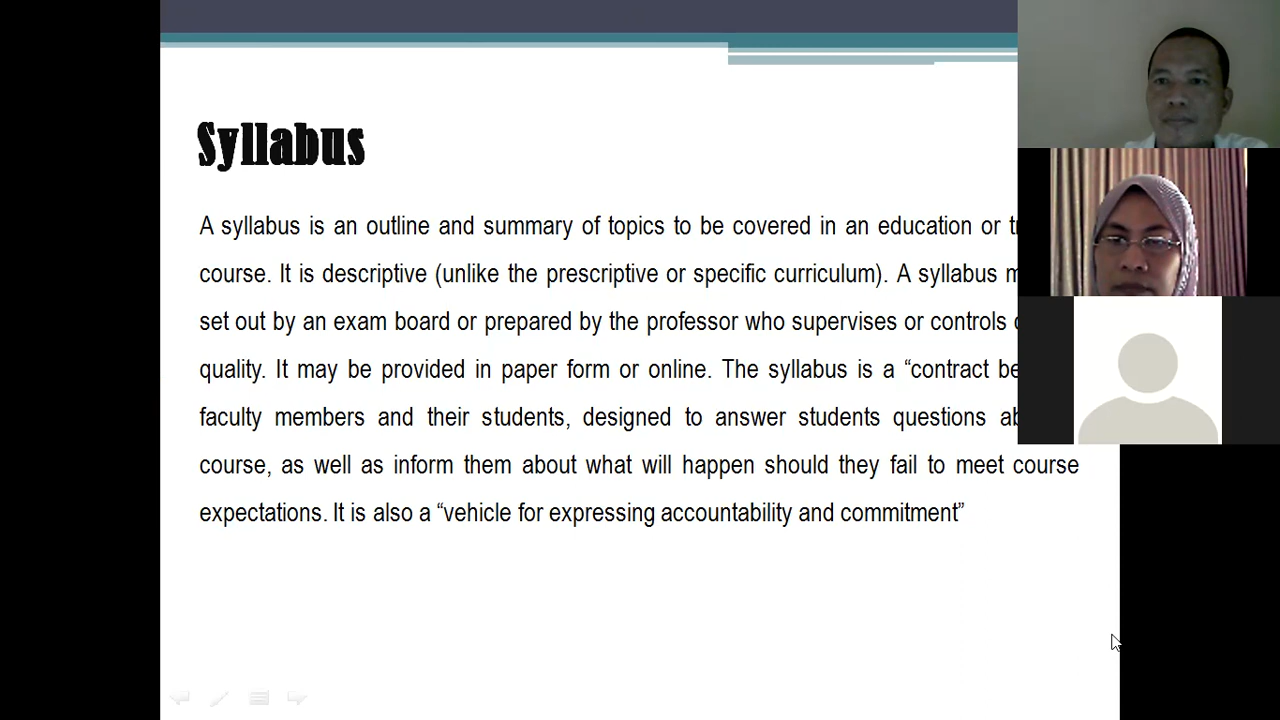 Syllabus
A syllabus is an outline and summary of topics to be covered in an education or
course. It is descriptive (unlike the prescriptive or specific curriculum). A syllabus
set out by an exam board or prepared by the professor who supervises or controls
quality. It may be provided in paper form or online. The syllabus is a “contract
faculty members and their students, designed to answer students questions
course, as well as inform them about what will happen should they fail to meet course
expectations. It is also a “vehicle for expressing accountability and commitment”